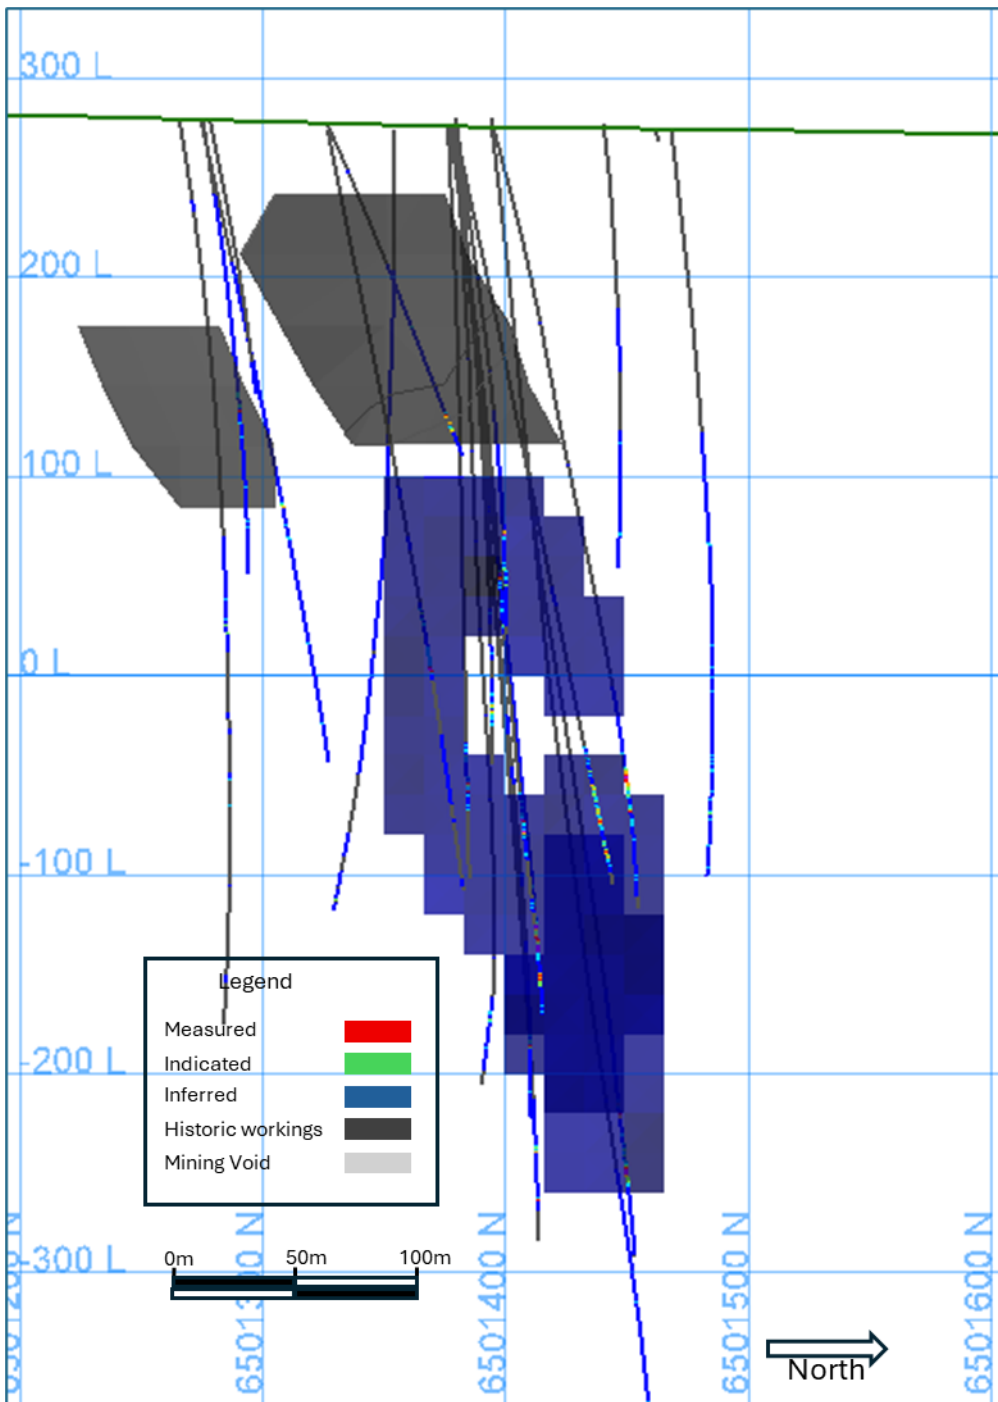 300 L
200 L
100 L
0 L
-100 L
Legend
Measured
Indicated
Inferred
Historic workings
Mining Void
-200 L
-300 L
0m
50m
100m
6501300 N
6501400 N
6501500 N
6501600 N
North